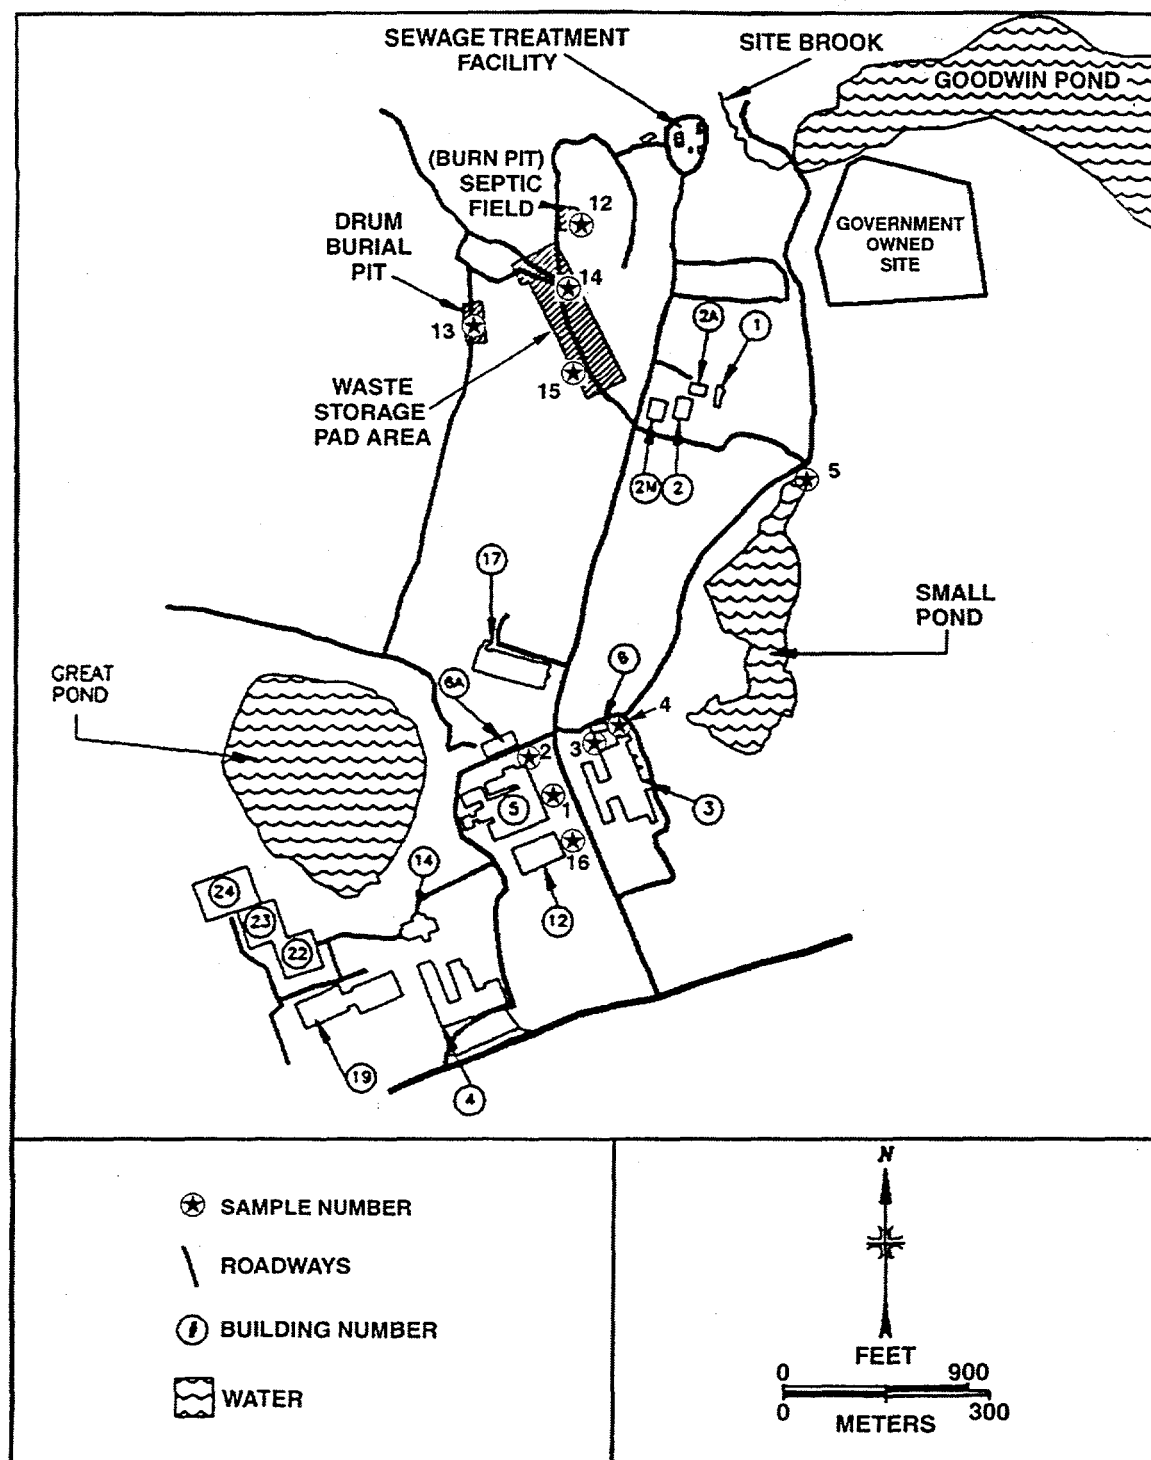 SEWAGE TREATMENT
FACILITY
SITE BROOK
GOODWIN POND
(BURN PIT)
SEPTIC
FIELD
12
DRUM
BURIAL
PIT
GOVERNMENT
OWNED
SITE
14
13
2A
1
15
WASTE
STORAGE
PAD AREA
5
2M
2
17
SMALL
POND
GREAT
POND
6
6A
4
3
2
5
1
3
16
14
24
12
23
22
19
4
SAMPLE NUMBER
ROADWAYS
# BUILDING NUMBER
WATER
N
FEET
0 900
0 300
METERS